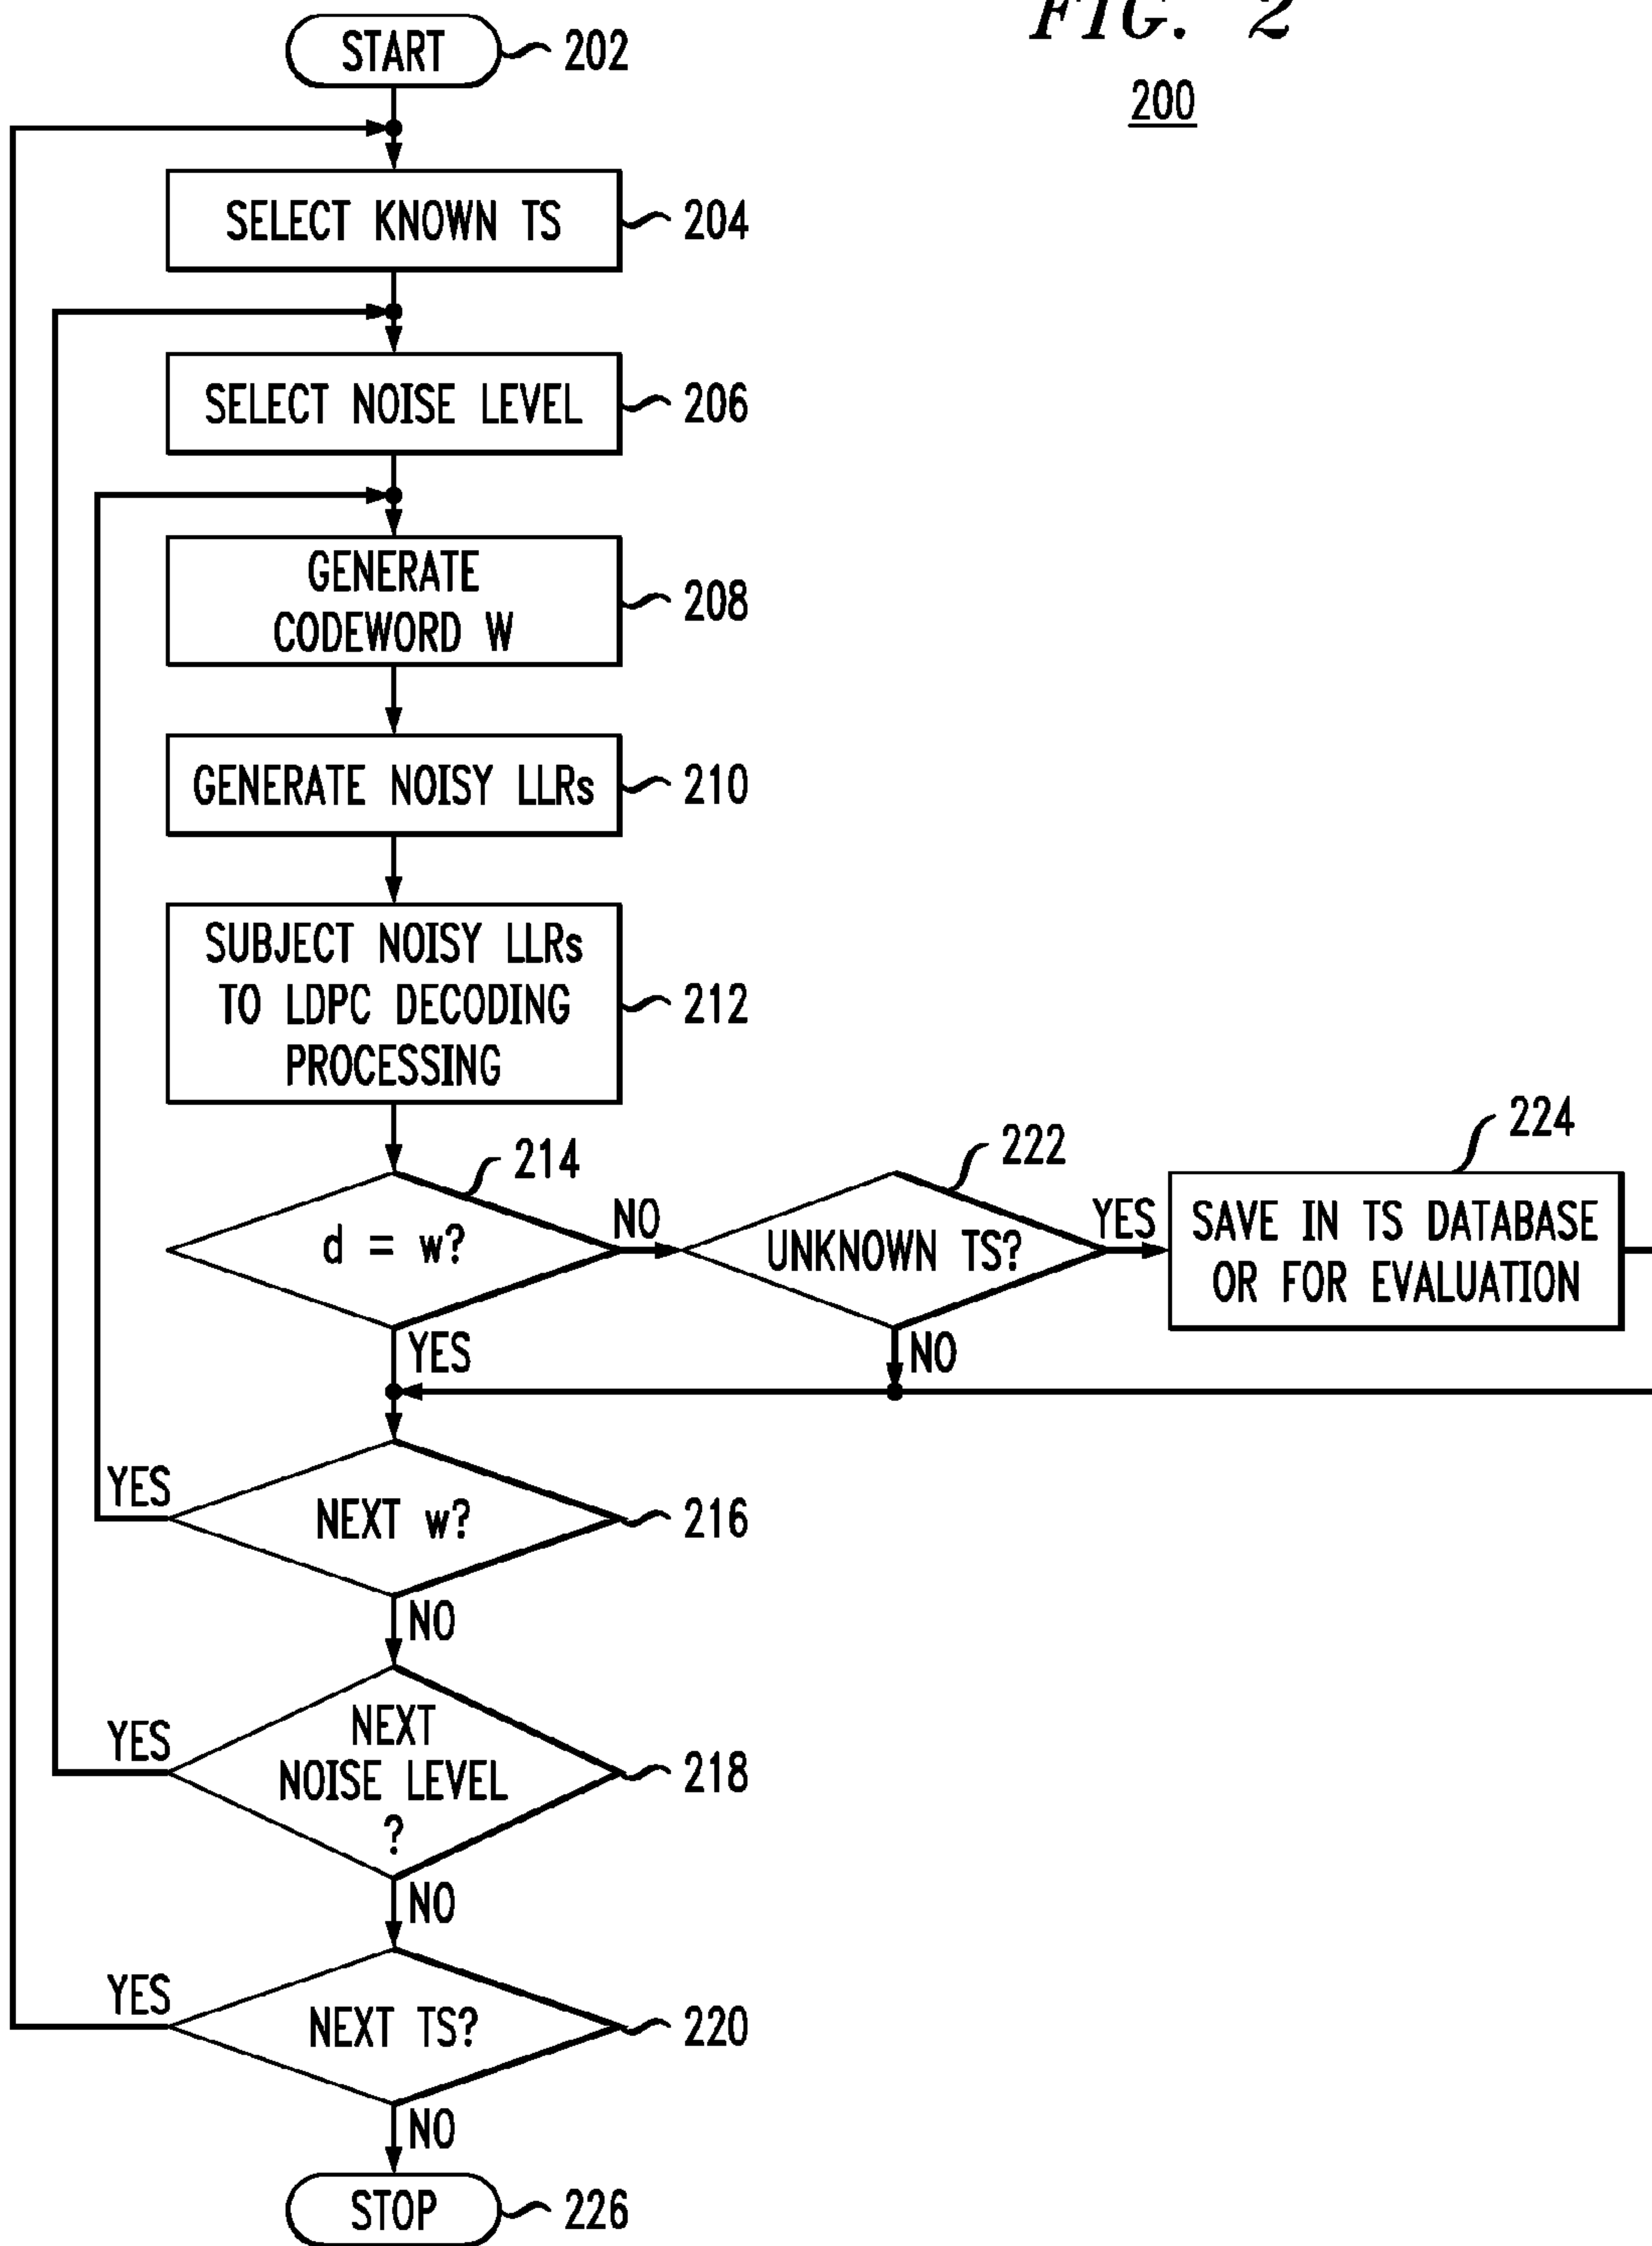 FIG. 2
200
START
202
SELECT KNOWN TS
204
SELECT NOISE LEVEL
206
GENERATE
CODEWORD W
208
GENERATE NOISY LLRs
210
SUBJECT NOISY LLRs
TO LDPC DECODING
PROCESSING
212
d = w?
214
NO
YES
UNKNOWN TS?
222
YES
NO
SAVE IN TS DATABASE
OR FOR EVALUATION
224
NEXT w?
216
YES
NO
NEXT
NOISE LEVEL
?
218
YES
NO
NEXT TS?
220
YES
NO
STOP
226